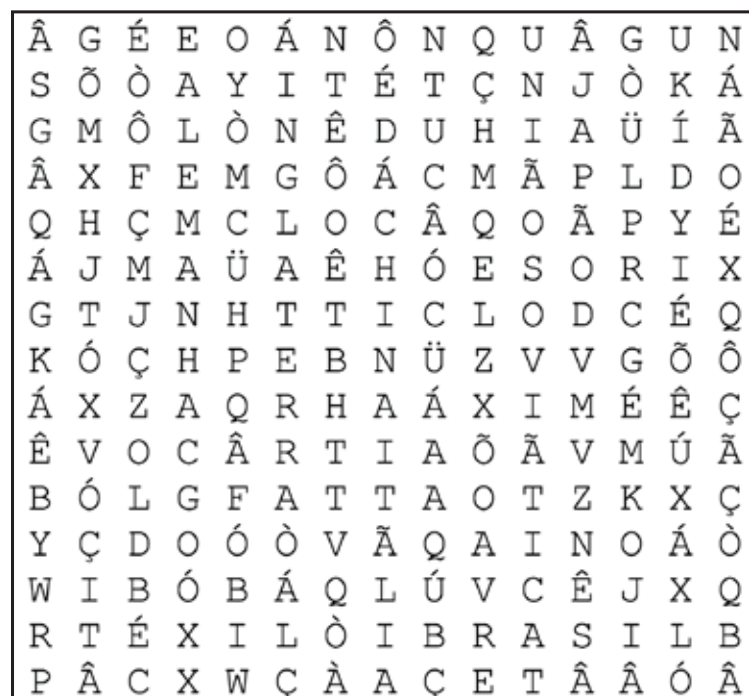 Â G É E O Á N Ô N Q U Â G U N
S Õ Ò A Y I T É T Ç N J Ò K Á
G M Ô L Ò N Ê D U H I A Ü Í Ã
Â X F E M G Ô Á C M Ã P L D O
Q H Ç M C L O C Â Q O Ã P Y É
Á J M A Ü A Ê H Ó E S O R I X
G T J N H T T I C L O D C É Q
K Ó Ç H P E B N Ü Z V V G Õ Ô
Á X Z A Q R H A Á X I M É Ê Ç
Ê V O C Â R T I A Õ Ã V M Ú Ã
B Ó L G F A T T A O T Z K X Ç
Y Ç D O Ó Ò V Ã Q A I N O Á Ò
W I B Ó B Á Q L Ú V C Ê J X Q
R T É X I L Ò I B R A S I L B
P Â C X W Ç À A Ç E T Â Â Ó Â